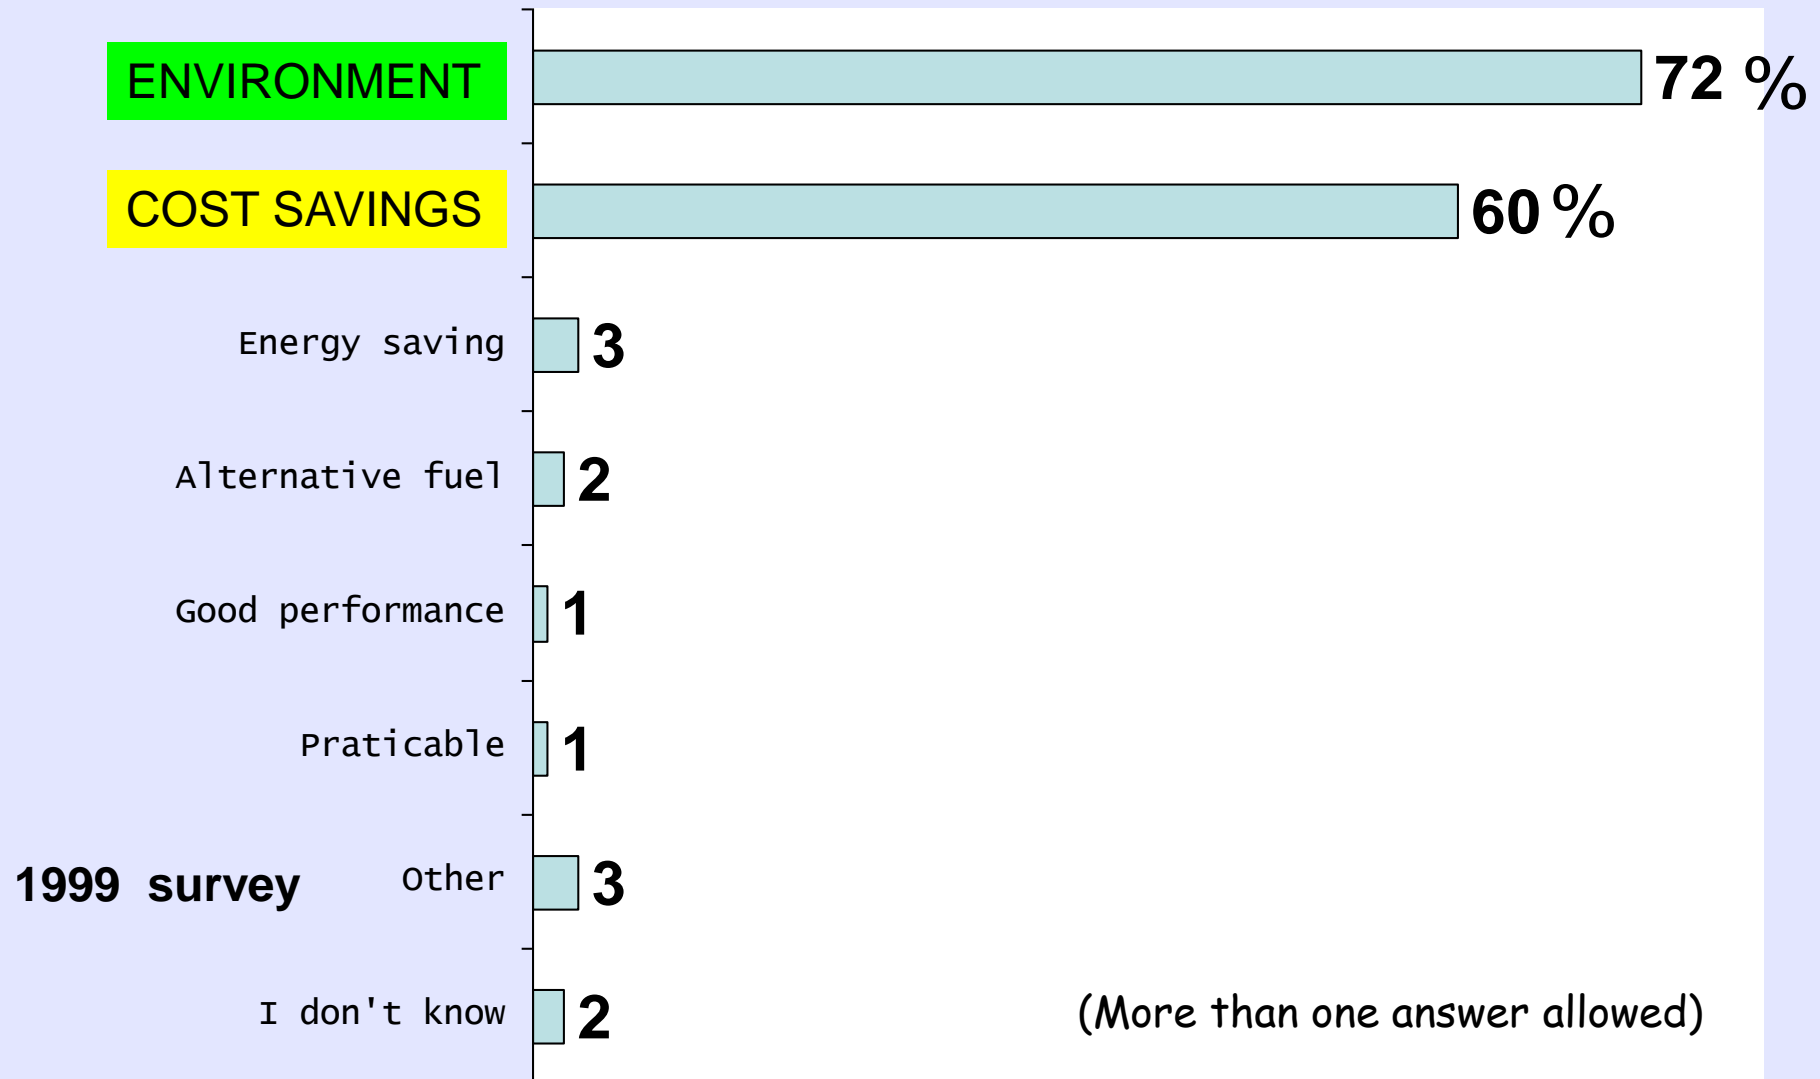 ENVIRONMENT 72 %
COST SAVINGS 60 %
Energy saving 3
Alternative fuel 2
Good performance 1
Praticable 1
1999 survey Other 3
I don't know 2 (More than one answer allowed)